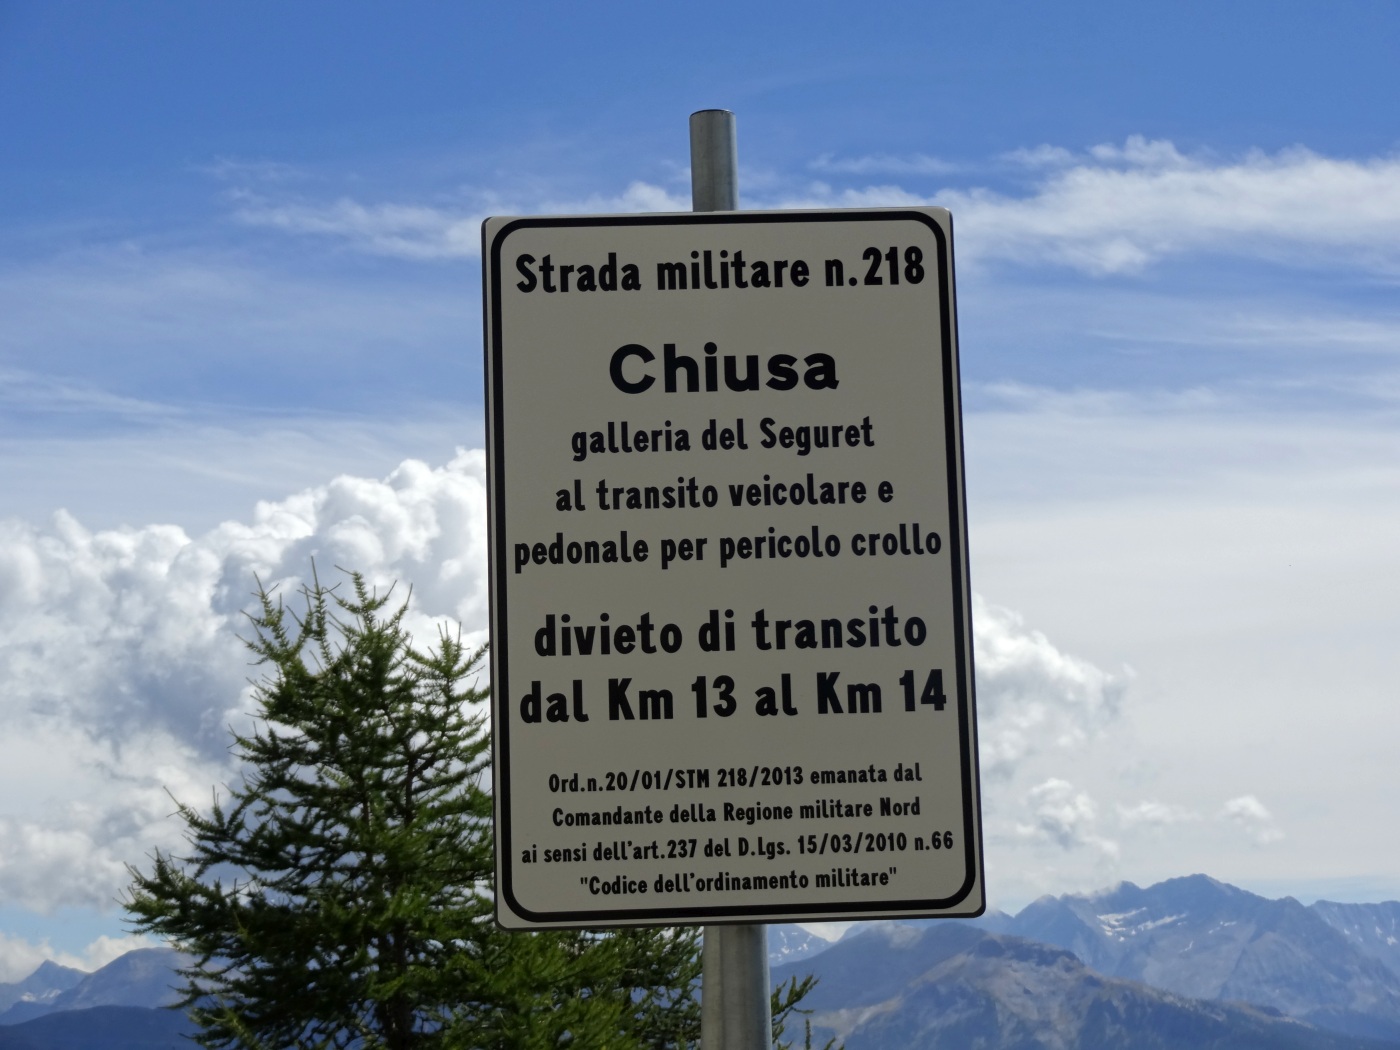 Strada militare n.218
Chiusa
galleria del Seguret
al transito veicolare e
pedonale per pericolo crollo
divieto di transito
dal Km 13 al Km 14
Ord.n.20/01/STM 218/2013 emanata dal
Comandante della Regione militare Nord
ai sensi dell'art.237 del D.Lgs. 15/03/2010 n.66
"Codice dell'ordinamento militare"